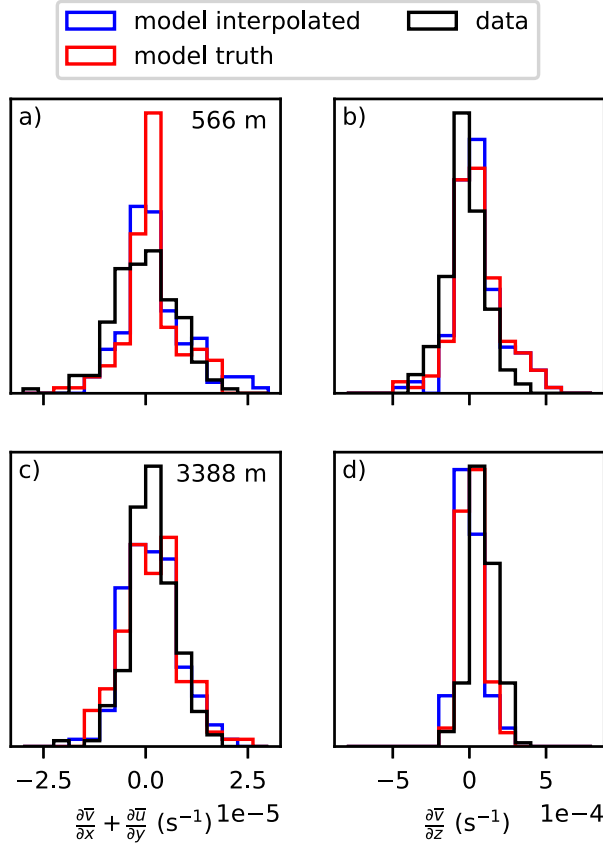 model interpolated
model truth
data
a)
566 m
b)
c)
3388 m
d)
−2.5 0.0 2.5
1e−5
∂v̅/∂x + ∂u̅/∂y (s⁻¹)
−5 0 5
1e−4
∂v̅/∂z (s⁻¹)